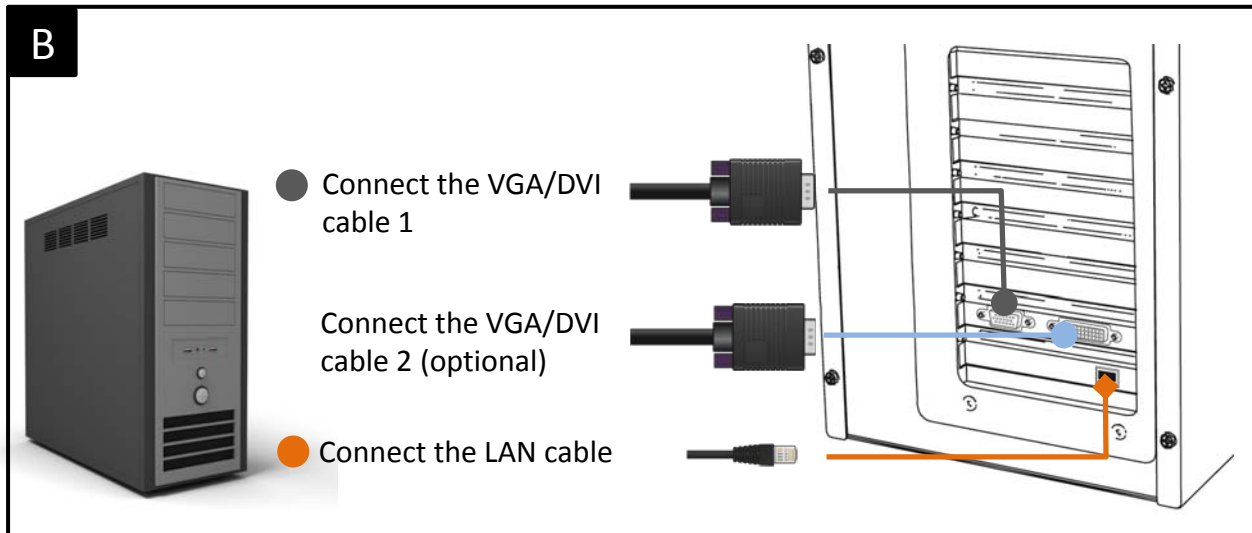 B
Connect the VGA/DVI
cable 1
Connect the VGA/DVI
cable 2 (optional)
Connect the LAN cable